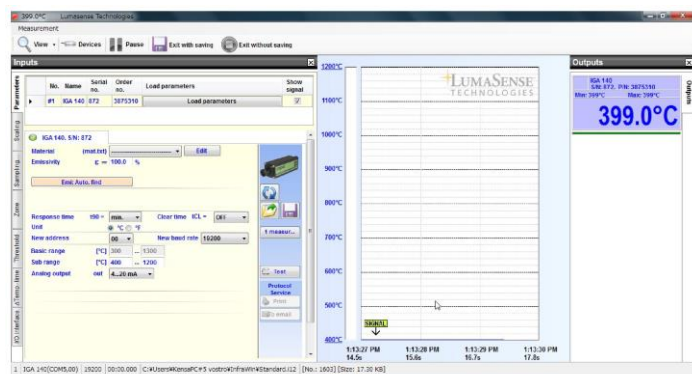 399.0°C Lumasense Technologies
Measurement
View Devices Pause Exit with saving Exit without saving
Inputs
No. Name Serial no. Order no. Load parameters Show signal
#1 IGA 140 872 3875310 Load parameters
Parameters
Scaling
Sampling...
Zone
Threshold
ΔTemp. time
I/O Interface
IGA 140, S/N: 872
Material (mat.txt) Edit
Emissivity ε = 100.0 %
Emi: Auto. find
Response time t90 = min. Clear time tCL = OFF
Unit °C °F
New address 00 New baud rate 19200
Basic range [°C] 300 ... 1300
Sub range [°C] 400 ... 1200
Analog output out 4...20 mA
1 measur...
Test
Protocol
Service
Print
email
1200°C
1100°C
1000°C
900°C
800°C
700°C
600°C
500°C
400°C
LUMASENSE
TECHNOLOGIES
SIGNAL
1:13:27 PM 1:13:28 PM 1:13:29 PM 1:13:30 PM
14.5s 15.6s 16.7s 17.8s
Outputs
Outputs
IGA 140
S/N: 872, P/N: 3875310
Min: 399°C Max: 399°C
399.0°C
1 IGA 140(COM5,00) 19200 00:00.000 C:¥Users¥KensaPC#5 vostro¥InfraWin¥Standard.i12 [No.: 1603] [Size: 17.30 KB]